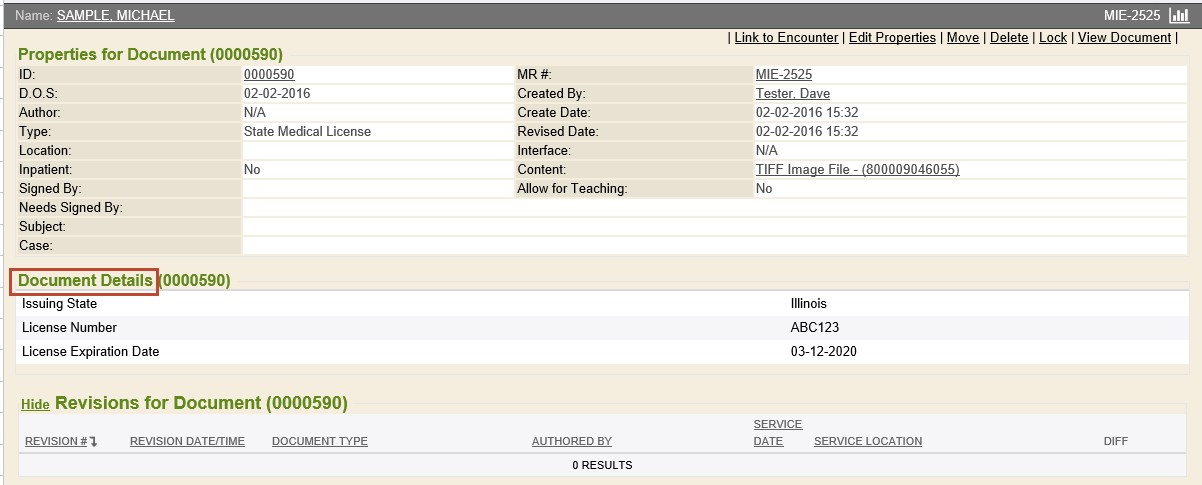 Name: SAMPLE, MICHAEL MIE-2525
| Link to Encounter | Edit Properties | Move | Delete | Lock | View Document |
Properties for Document (0000590)
ID: 0000590 MR #: MIE-2525
D.O.S: 02-02-2016 Created By: Tester, Dave
Author: N/A Create Date: 02-02-2016 15:32
Type: State Medical License Revised Date: 02-02-2016 15:32
Location: Interface: N/A
Inpatient: No Content: TIFF Image File - (800009046055)
Signed By: Allow for Teaching: No
Needs Signed By:
Subject:
Case:
Document Details (0000590)
Issuing State Illinois
License Number ABC123
License Expiration Date 03-12-2020
Hide Revisions for Document (0000590)
REVISION # REVISION DATE/TIME DOCUMENT TYPE AUTHORED BY SERVICE DATE SERVICE LOCATION DIFF
0 RESULTS